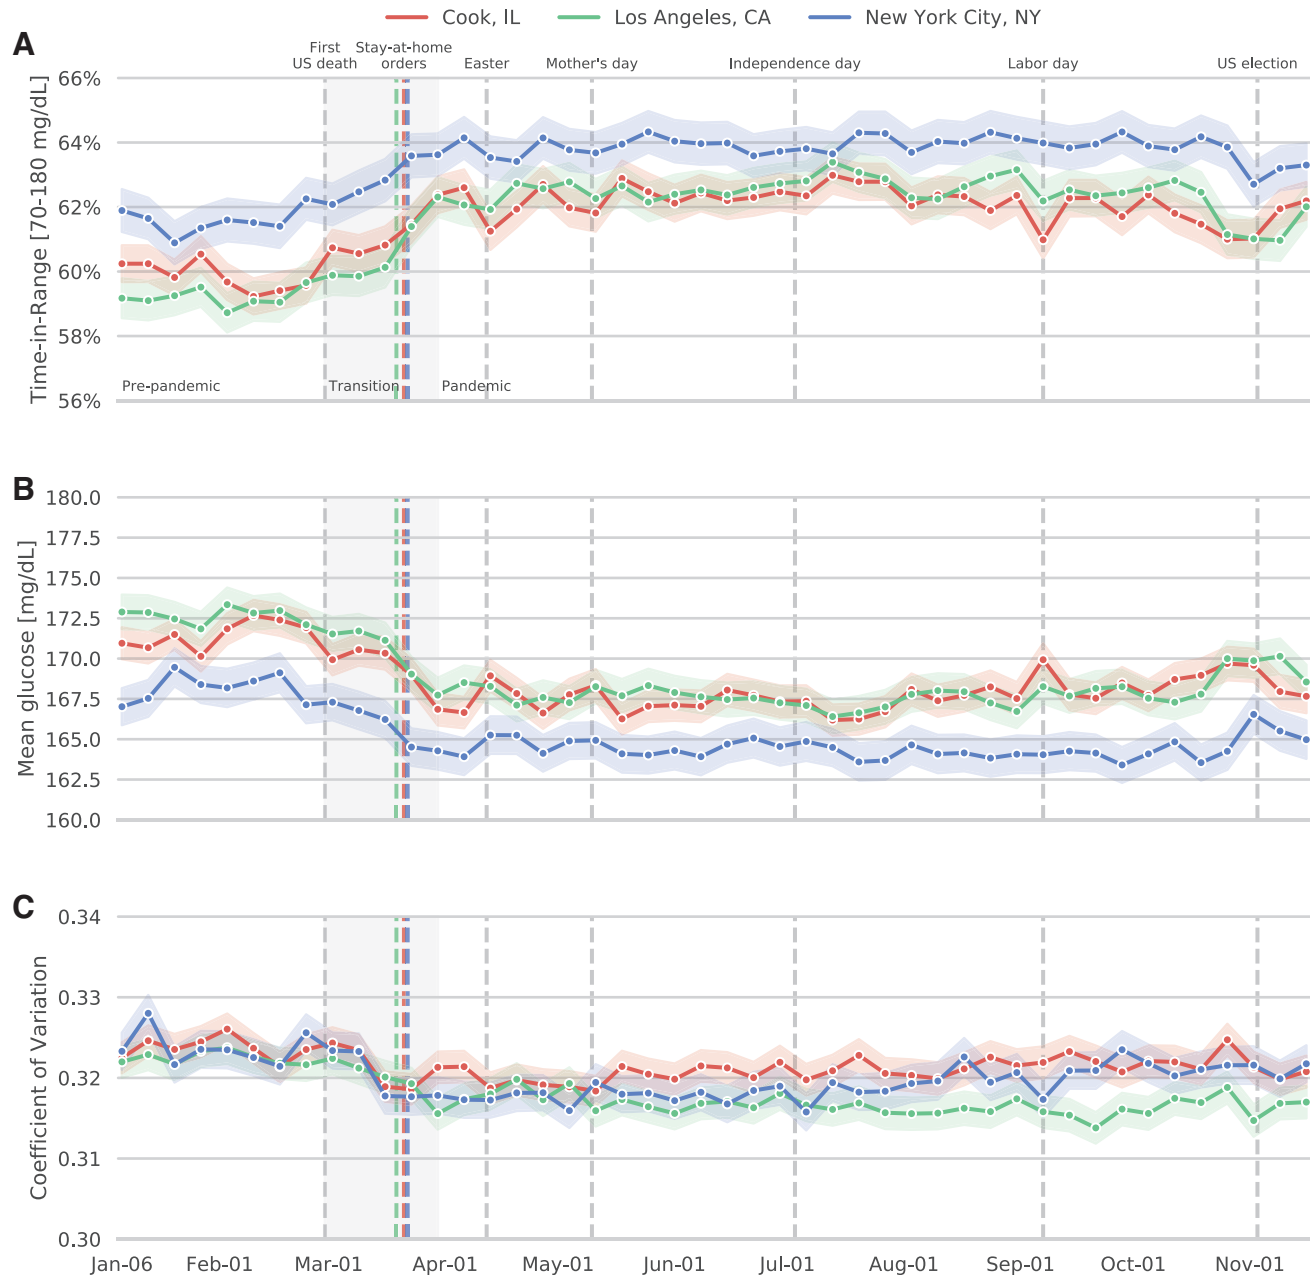 Cook, IL Los Angeles, CA New York City, NY
A
First Stay-at-home
US death orders Easter Mother's day Independence day Labor day US election
66%
64%
62%
60%
58%
56%
Time-in-Range [70-180 mg/dL]
Pre-pandemic Transition Pandemic
B
180.0
177.5
175.0
172.5
170.0
167.5
165.0
162.5
160.0
Mean glucose [mg/dL]
C
0.34
0.33
0.32
0.31
0.30
Coefficient of Variation
Jan-06 Feb-01 Mar-01 Apr-01 May-01 Jun-01 Jul-01 Aug-01 Sep-01 Oct-01 Nov-01